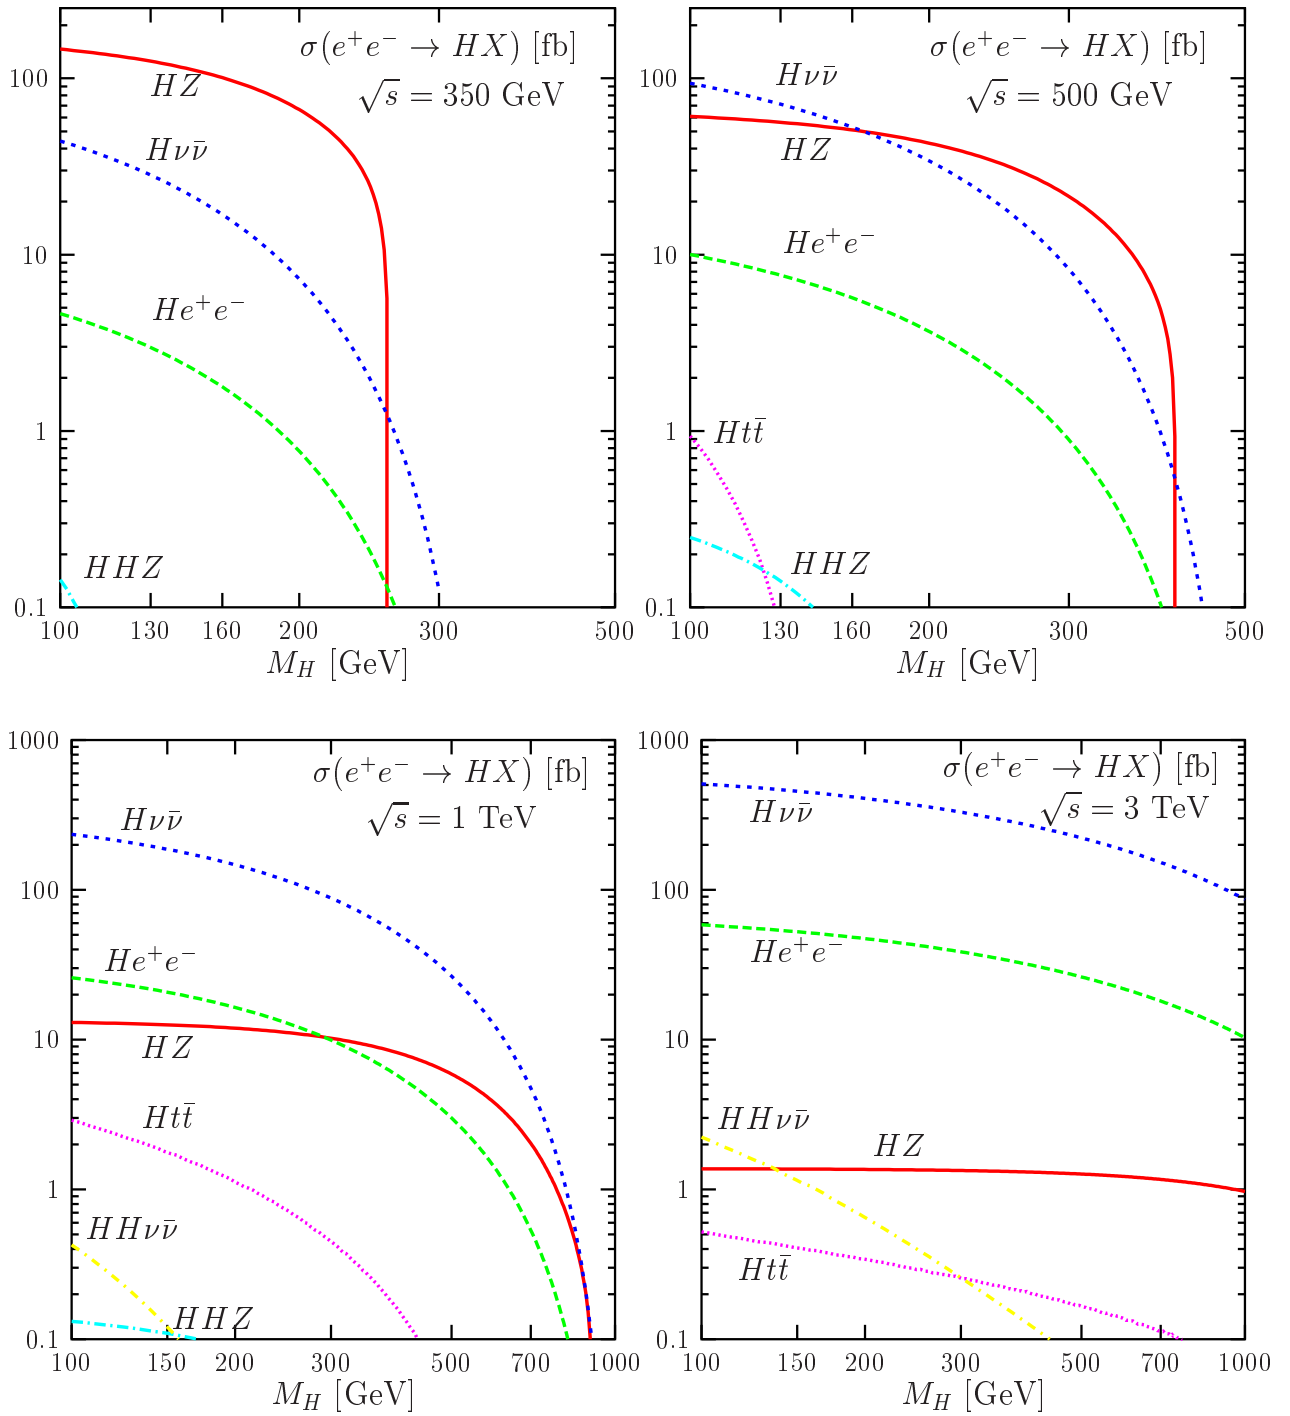 σ(e⁺e⁻ → HX) [fb]
√s = 350 GeV
HZ
Hνν̄
He⁺e⁻
HHZ
100
10
1
0.1
100 130 160 200 300 500
M_H [GeV]
σ(e⁺e⁻ → HX) [fb]
√s = 500 GeV
Hνν̄
HZ
He⁺e⁻
Htt̄
HHZ
100
10
1
0.1
100 130 160 200 300 500
M_H [GeV]
σ(e⁺e⁻ → HX) [fb]
√s = 1 TeV
Hνν̄
He⁺e⁻
HZ
Htt̄
HHνν̄
HHZ
1000
100
10
1
0.1
100 150 200 300 500 700 1000
M_H [GeV]
σ(e⁺e⁻ → HX) [fb]
√s = 3 TeV
Hνν̄
He⁺e⁻
HHνν̄
HZ
Htt̄
1000
100
10
1
0.1
100 150 200 300 500 700 1000
M_H [GeV]